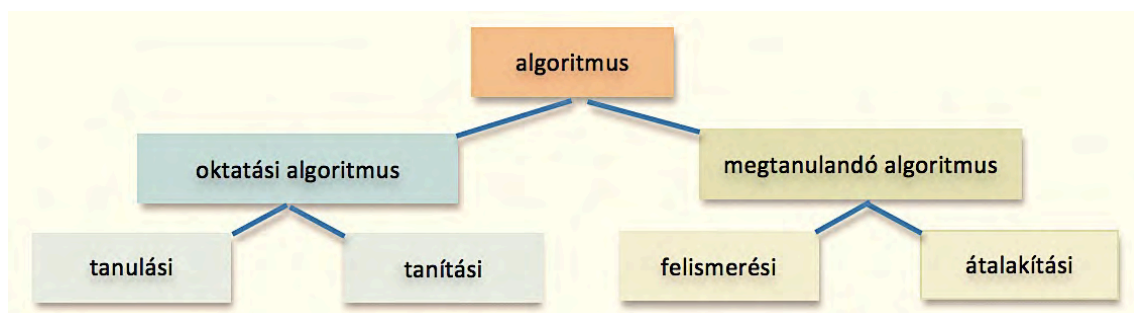 algoritmus
oktatási algoritmus
megtanulandó algoritmus
tanulási
tanítási
felismerési
átalakítási